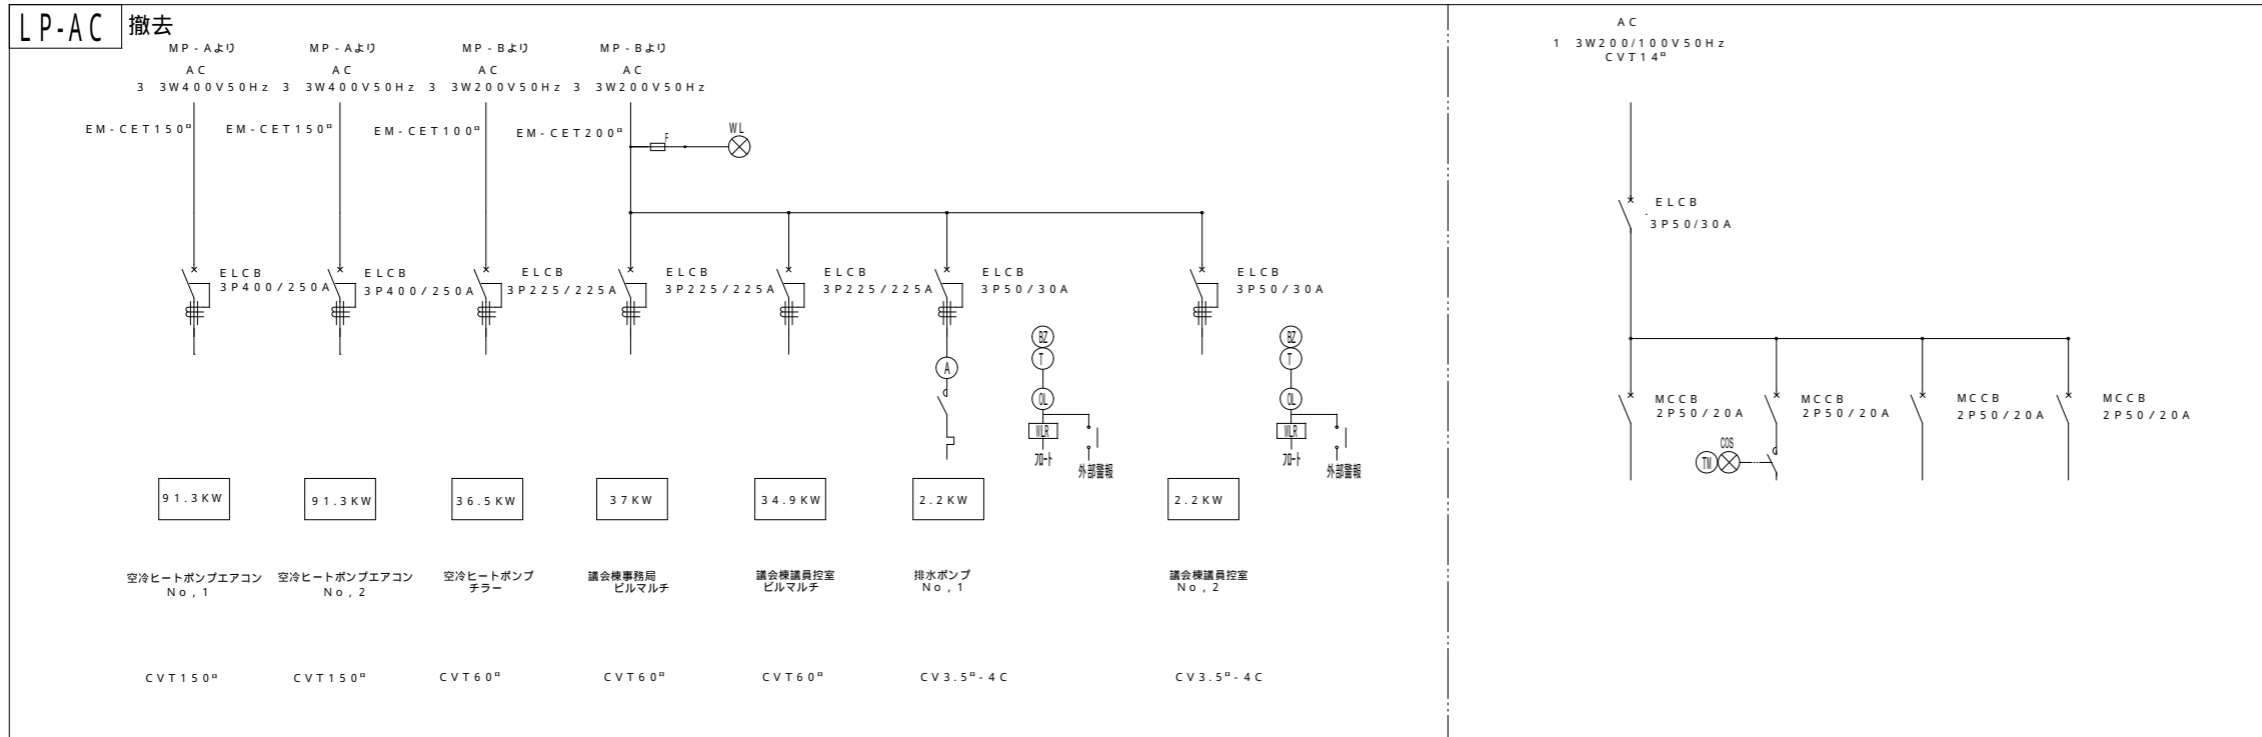 LP-AC 撤去
MP-Aより
AC
3 3W400V50Hz
EM-CET150□
MP-Aより
AC
3 3W400V50Hz
EM-CET150□
MP-Bより
AC
3 3W200V50Hz
EM-CET100□
MP-Bより
AC
3 3W200V50Hz
EM-CET200□
F
WL
ELCB
3P400/250A
ELCB
3P400/250A
ELCB
3P225/225A
ELCB
3P225/225A
ELCB
3P225/225A
ELCB
3P50/30A
ELCB
3P50/30A
A
BZ
T
OL
WLR
フロート
外部警報
BZ
T
OL
WLR
フロート
外部警報
91.3KW
91.3KW
36.5KW
37KW
34.9KW
2.2KW
2.2KW
空冷ヒートポンプエアコン
No,1
空冷ヒートポンプエアコン
No,2
空冷ヒートポンプ
チラー
議会棟事務局
ビルマルチ
議会棟議員控室
ビルマルチ
排水ポンプ
No,1
議会棟議員控室
No,2
CVT150□
CVT150□
CVT60□
CVT60□
CVT60□
CV3.5□-4C
CV3.5□-4C
AC
1 3W200/100V50Hz
CVT14□
ELCB
3P50/30A
MCCB
2P50/20A
MCCB
2P50/20A
MCCB
2P50/20A
MCCB
2P50/20A
COS
TM